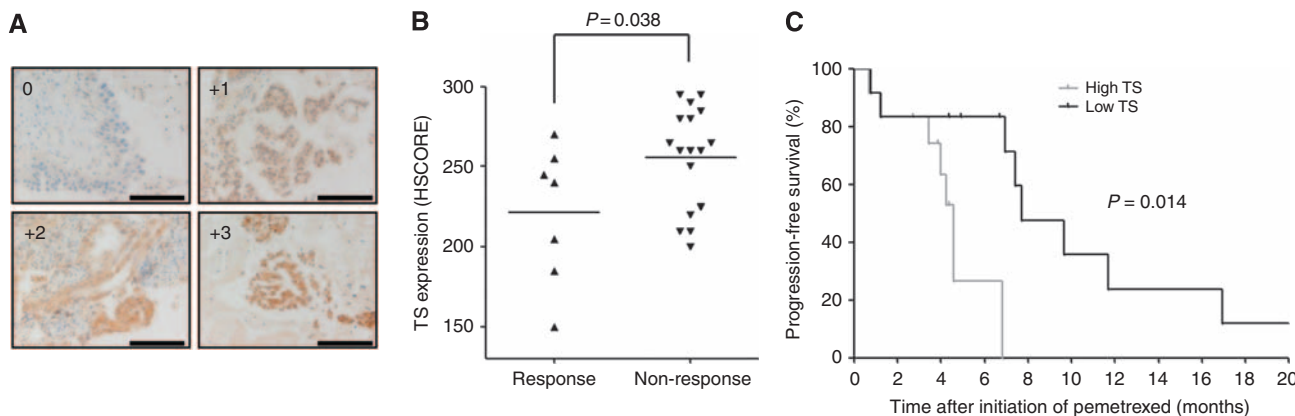 A
0
+1
+2
+3
B
P = 0.038
TS expression (HSCORE)
300
250
200
150
Response
Non-response
C
Progression-free survival (%)
100
80
60
40
20
0
High TS
Low TS
P = 0.014
0 2 4 6 8 10 12 14 16 18 20
Time after initiation of pemetrexed (months)